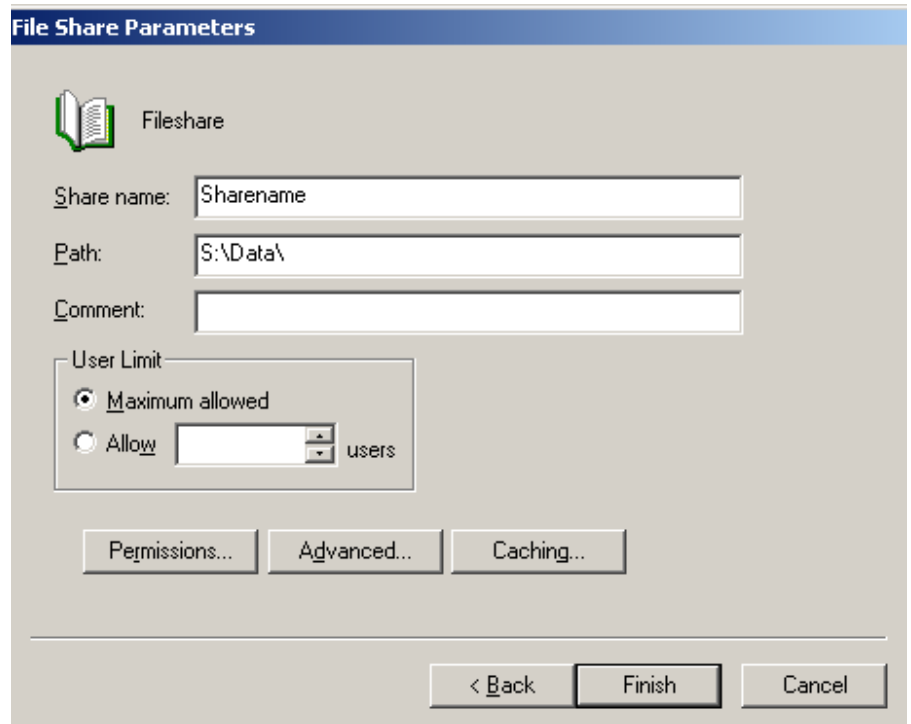 File Share Parameters
Fileshare
Share name: Sharename
Path: S:\Data\
Comment:
User Limit
Maximum allowed
Allow users
Permissions... Advanced... Caching...
< Back Finish Cancel